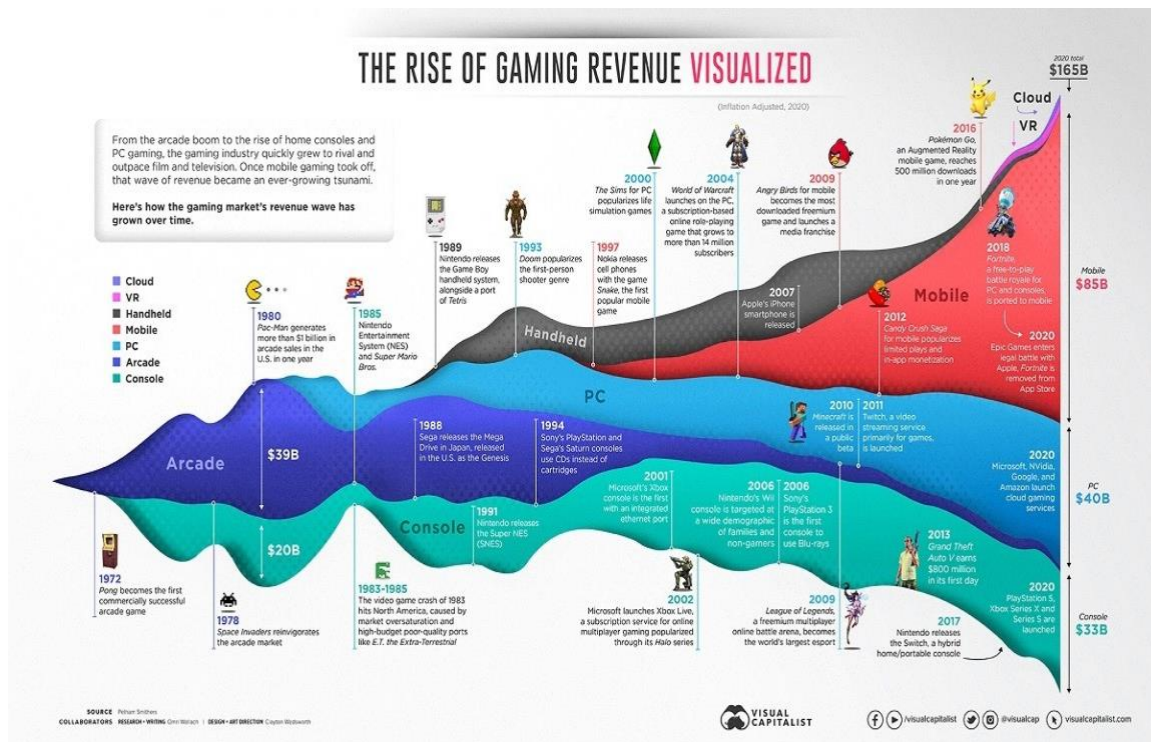 THE RISE OF GAMING REVENUE VISUALIZED
(Inflation Adjusted, 2020)
2020 total
$165B
From the arcade boom to the rise of home consoles and
PC gaming, the gaming industry quickly grew to rival and
outpace film and television. Once mobile gaming took off,
that wave of revenue became an ever-growing tsunami.
Here's how the gaming market's revenue wave has
grown over time.
Cloud
VR
Handheld
Mobile
PC
Arcade
Console
1980
Pac-Man generates
more than $1 billion in
arcade sales in the
U.S. in one year
1985
Nintendo
Entertainment
System (NES)
and Super Mario
Bros.
1989
Nintendo releases
the Game Boy
handheld system,
alongside a port
of Tetris
1993
Doom popularizes
the first-person
shooter genre
1997
Nokia releases
cell phones
with the game
Snake, the first
popular mobile
game
2000
The Sims for PC
popularizes life
simulation games
2004
World of Warcraft
launches on the PC,
a subscription-based
online role-playing
game that grows to
more than 14 million
subscribers
2009
Angry Birds for mobile
becomes the most
downloaded freemium
game and launches a
media franchise
2016
Pokémon Go,
an Augmented Reality
mobile game, reaches
500 million downloads
in one year
Cloud
VR
2018
Fortnite,
a free-to-play
battle royale for
PC and consoles,
is ported to mobile
2007
Apple's iPhone
smartphone is
released
2012
Candy Crush Saga
for mobile popularizes
limited plays and
in-app monetization
2020
Epic Games enters
legal battle with
Apple, Fortnite is
removed from
App Store
Mobile
Handheld
PC
Arcade
Console
Mobile
$85B
$39B
$20B
1988
Sega releases the Mega
Drive in Japan, released
in the U.S. as the Genesis
1994
Sony's PlayStation and
Sega's Saturn consoles
use CDs instead of
cartridges
2010
Minecraft is
released in
a public
beta
2011
Twitch, a video
streaming service
primarily for games,
is launched
2020
Microsoft, NVidia,
Google, and
Amazon launch
cloud gaming
services
PC
$40B
1991
Nintendo releases
the Super NES
(SNES)
2001
Microsoft's Xbox
console is the first
with an integrated
ethernet port
2006
Nintendo's Wii
console is targeted at
a wide demographic
of families and
non-gamers
2006
Sony's
PlayStation 3
is the first
console to
use Blu-rays
2013
Grand Theft
Auto V earns
$800 million
in its first day
2020
PlayStation 5,
Xbox Series X and
Series S are
launched
Console
$33B
1972
Pong becomes the first
commercially successful
arcade game
1978
Space Invaders reinvigorates
the arcade market
1983-1985
The video game crash of 1983
hits North America, caused by
market oversaturation and
high-budget poor-quality ports
like E.T. the Extra-Terrestrial
2002
Microsoft launches Xbox Live,
a subscription service for online
multiplayer gaming popularized
through its Halo series
2009
League of Legends,
a freemium multiplayer
online battle arena, becomes
the world's largest esport
2017
Nintendo releases
the Switch, a hybrid
home/portable console
SOURCE Pelham Smithers
COLLABORATORS RESEARCH + WRITING Omri Wallach | DESIGN + ART DIRECTION Clayton Wadsworth
VISUAL
CAPITALIST
/visualcapitalist
@visualcap
visualcapitalist.com